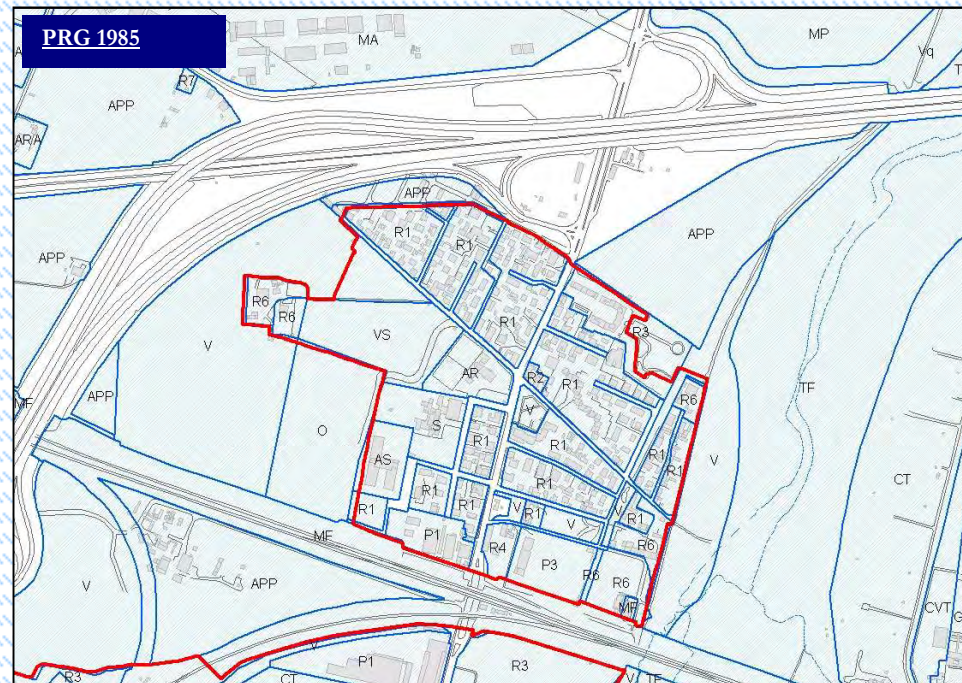 PRG 1985
MA
MP
Vq
R7
APP
ARA
APP
R1
R1
APP
APP
R6
R6
VS
R1
R3
V
AR
R2
R1
R6
TF
MF
APP
V
O
S
R1
R1
V
CT
AS
R1
R1
R1
R1
R1
V
R1
V
V
R1
R1
MF
P1
R4
P3
R6
R6
R6
V
APP
MF
CVT
V
P1
R3
R3
CT
V
TF